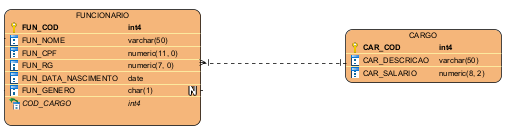 FUNCIONARIO
FUN_COD int4
FUN_NOME varchar(50)
FUN_CPF numeric(11, 0)
FUN_RG numeric(7, 0)
FUN_DATA_NASCIMENTO date
FUN_GENERO char(1) N
COD_CARGO int4
CARGO
CAR_COD int4
CAR_DESCRICAO varchar(50)
CAR_SALARIO numeric(8, 2)